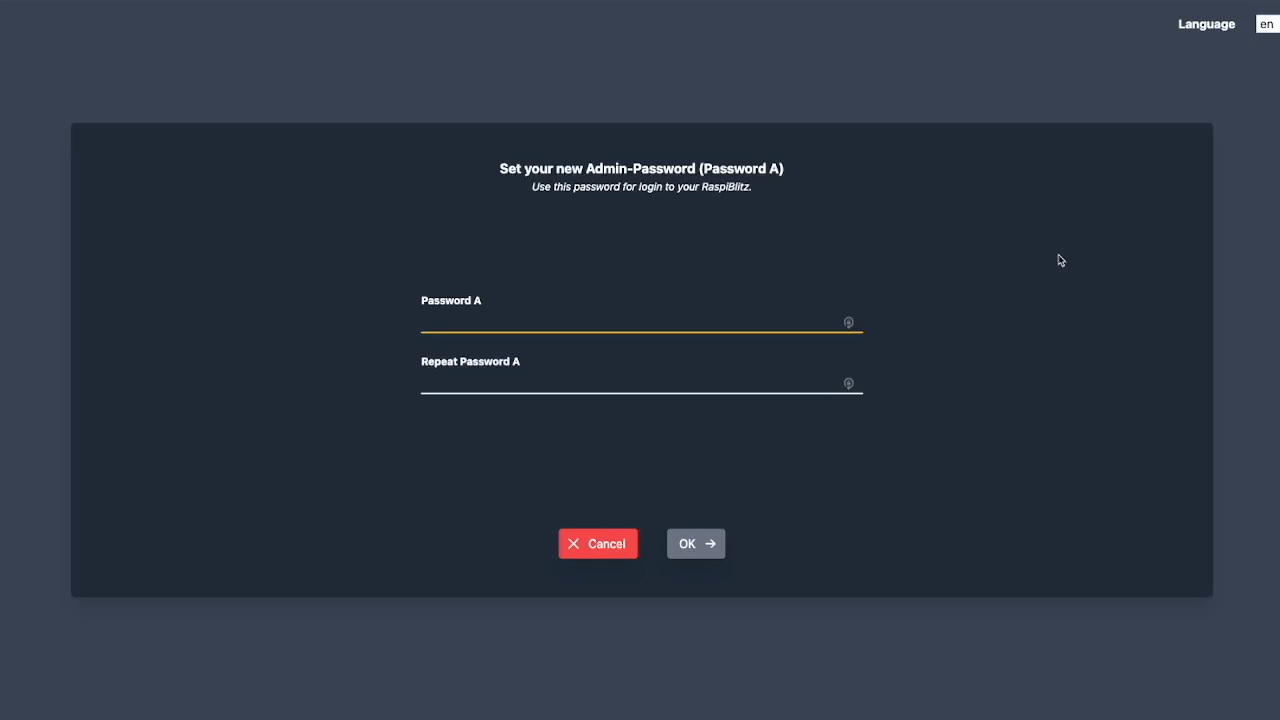 Language en
Set your new Admin-Password (Password A)
Use this password for login to your RaspiBlitz.
Password A
Repeat Password A
Cancel OK